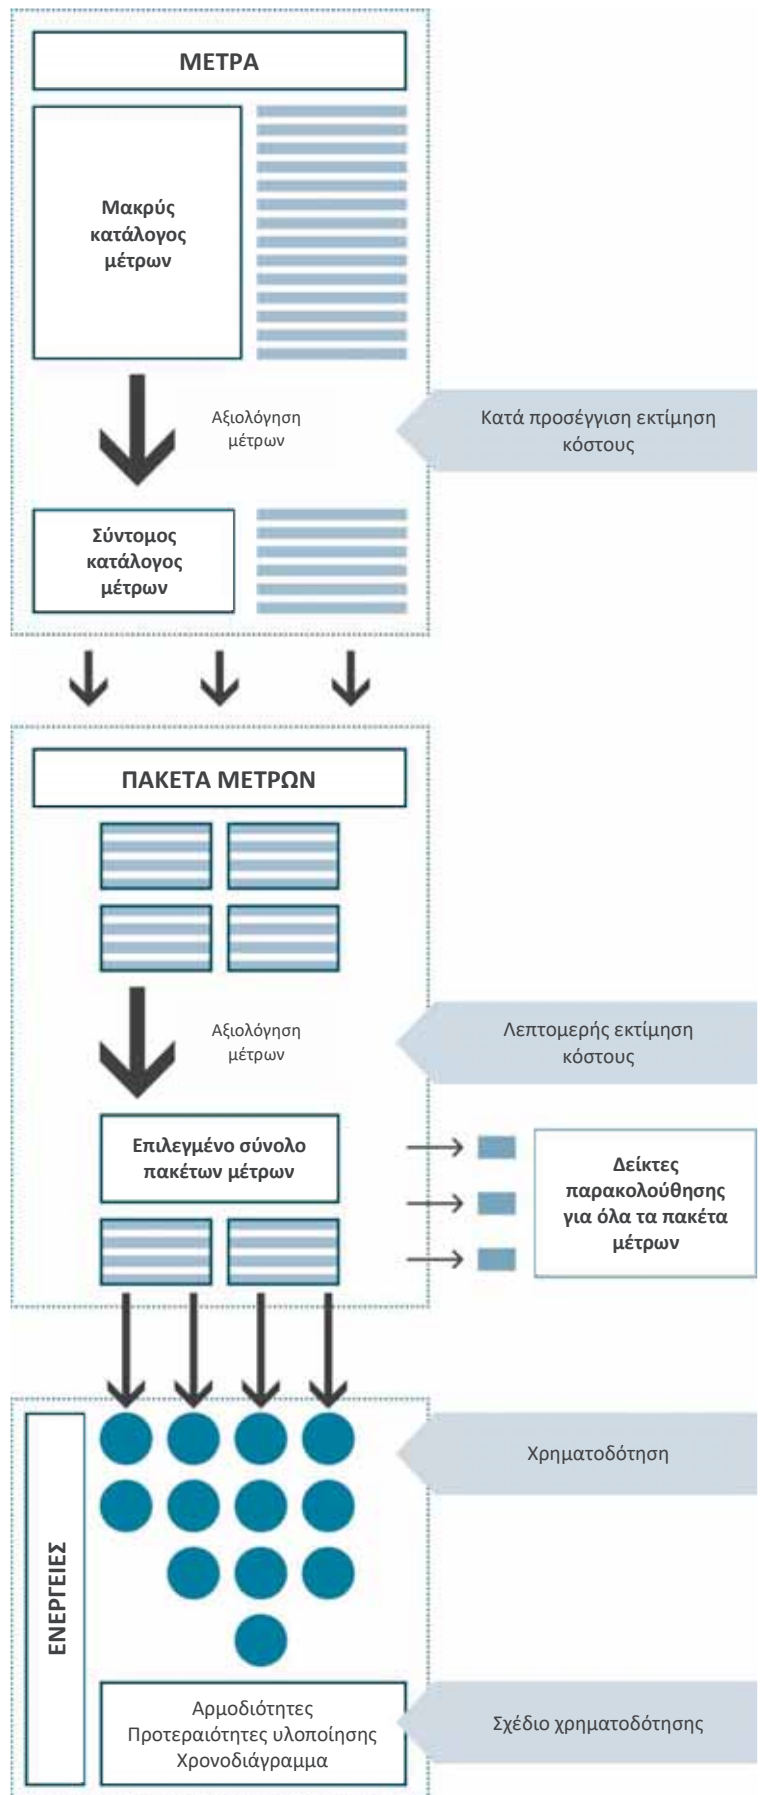 ΜΕΤΡΑ
Μακρύς
κατάλογος
μέτρων
Αξιολόγηση
μέτρων
Κατά προσέγγιση εκτίμηση
κόστους
Σύντομος
κατάλογος
μέτρων
ΠΑΚΕΤΑ ΜΕΤΡΩΝ
Αξιολόγηση
μέτρων
Λεπτομερής εκτίμηση
κόστους
Επιλεγμένο σύνολο
πακέτων μέτρων
Δείκτες
παρακολούθησης
για όλα τα πακέτα
μέτρων
ΕΝΕΡΓΕΙΕΣ
Χρηματοδότηση
Αρμοδιότητες
Προτεραιότητες υλοποίησης
Χρονοδιάγραμμα
Σχέδιο χρηματοδότησης